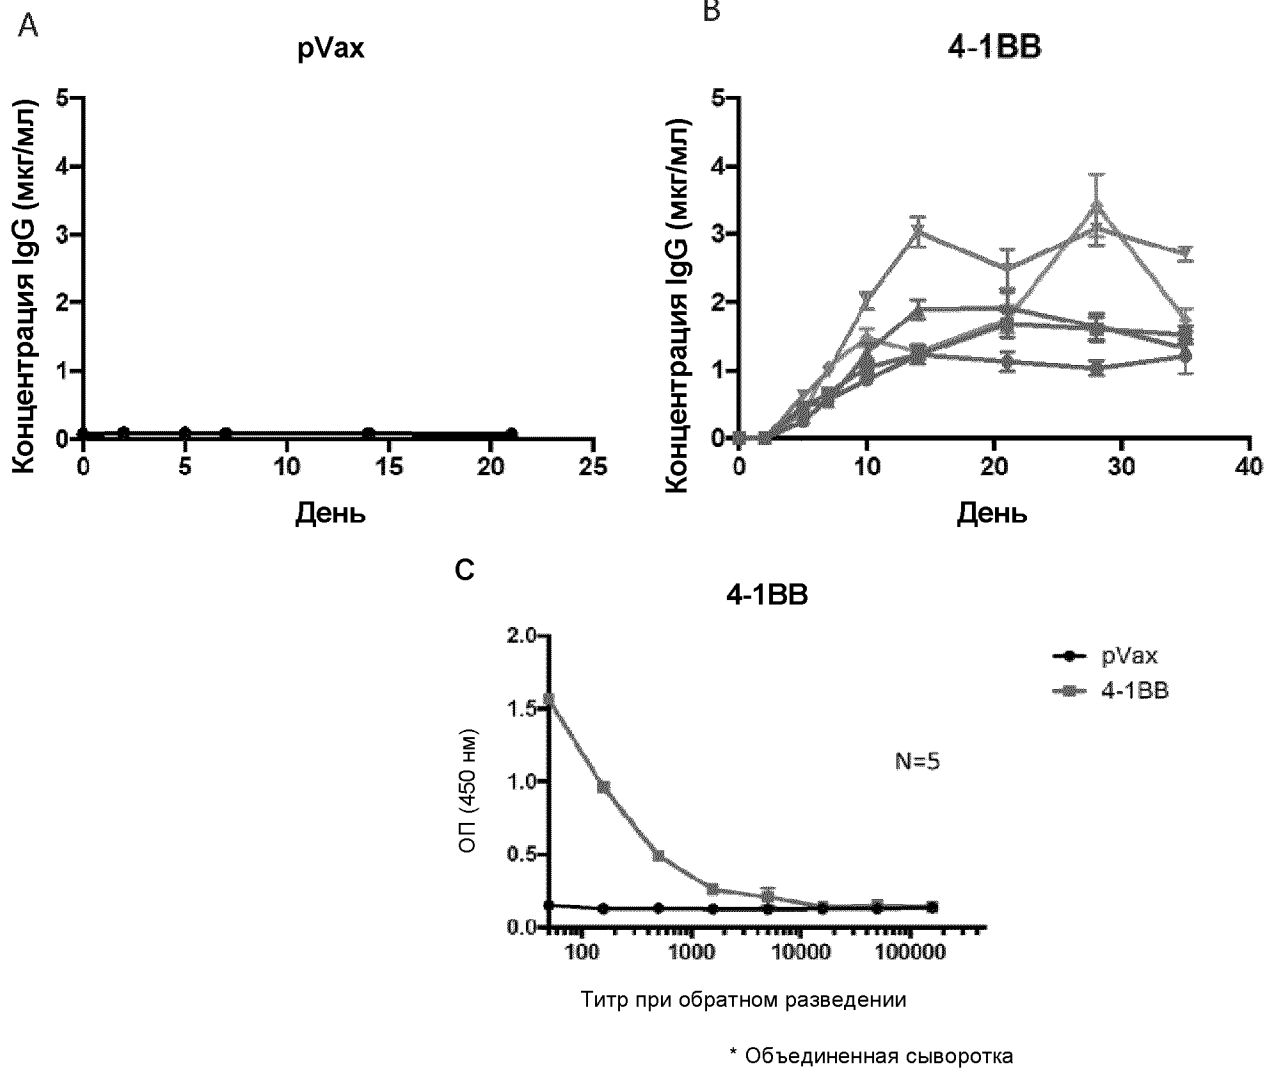 A
pVax
Концентрация IgG (мкг/мл)
5
4
3
2
1
0
0 5 10 15 20 25
День
B
4-1BB
Концентрация IgG (мкг/мл)
5
4
3
2
1
0
0 10 20 30 40
День
C
4-1BB
ОП (450 нм)
2.0
1.5
1.0
0.5
0.0
100 1000 10000 100000
Титр при обратном разведении
pVax
4-1BB
N=5
* Объединенная сыворотка